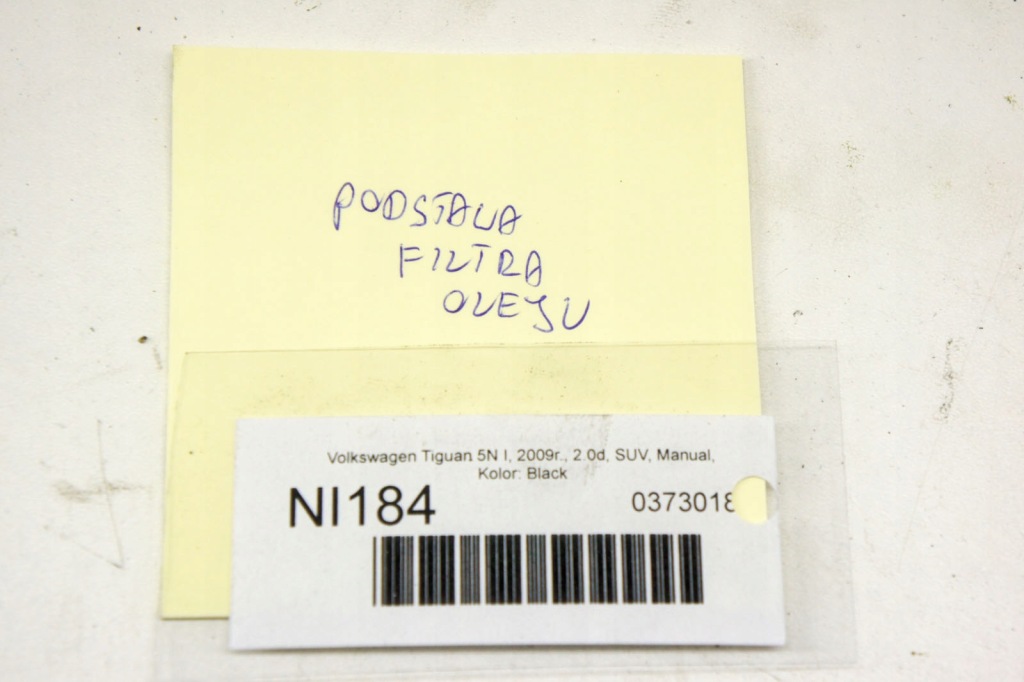 PODSTAWA
FILTRA
OLEJU
Volkswagen Tiguan 5N I, 2009r., 2.0d, SUV, Manual,
Kolor: Black
NI184
0373018